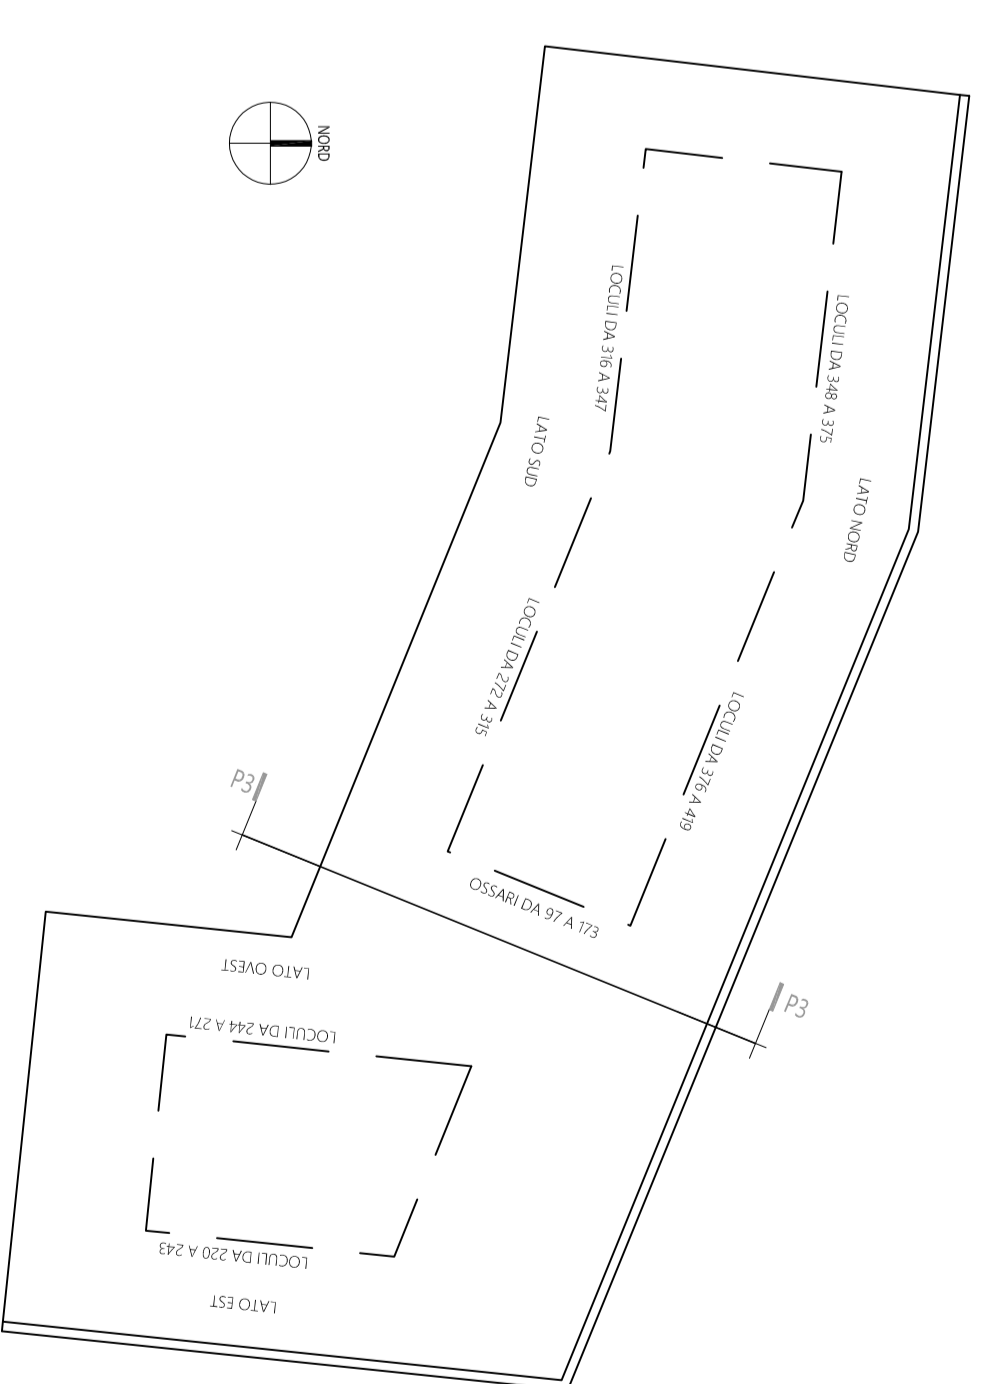 NORD
LOCULI DA 316 A 347
LOCULI DA 348 A 375
LATO SUD
LATO NORD
LOCULI DA 272 A 315
LOCULI DA 376 A 419
P3
OSSARI DA 97 A 173
P3
LATO OVEST
LOCULI DA 244 A 271
LOCULI DA 220 A 243
LATO EST